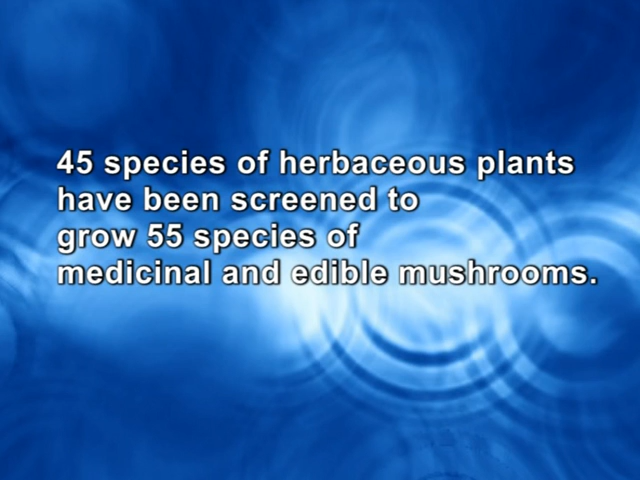 45 species of herbaceous plants
have been screened to
grow 55 species of
medicinal and edible mushrooms.